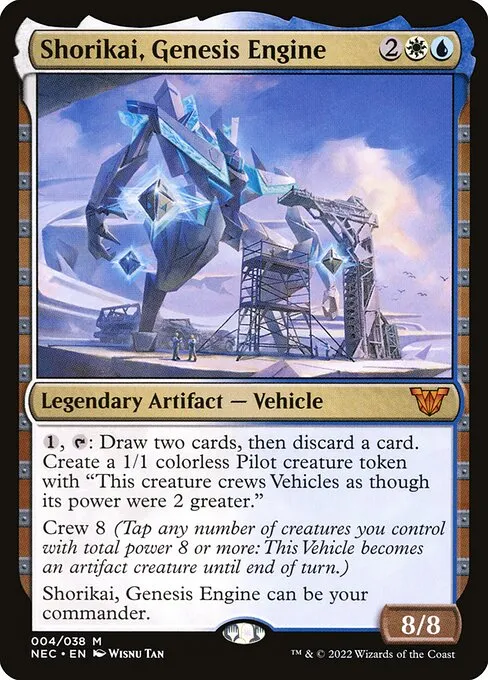 Shorikai, Genesis Engine 2
Legendary Artifact — Vehicle
1, : Draw two cards, then discard a card.
Create a 1/1 colorless Pilot creature token
with “This creature crews Vehicles as though
its power were 2 greater.”
Crew 8 (Tap any number of creatures you control
with total power 8 or more: This Vehicle becomes
an artifact creature until end of turn.)
Shorikai, Genesis Engine can be your
commander.
8/8
004/038 M
NEC • EN Wisnu Tan
™ & © 2022 Wizards of the Coast